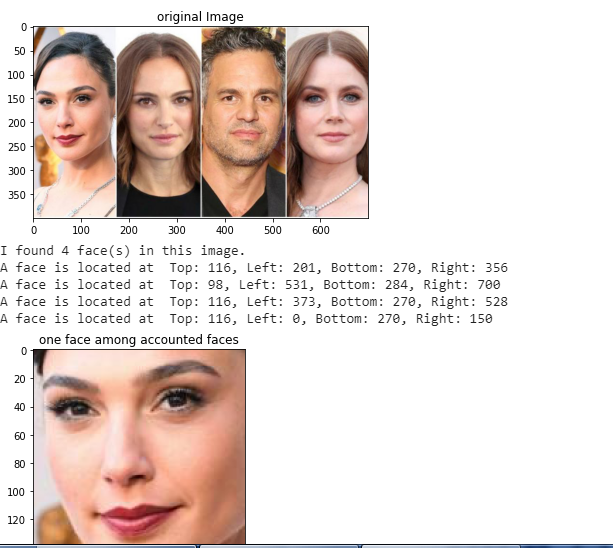 original Image
0
50
100
150
200
250
300
350
0 100 200 300 400 500 600
I found 4 face(s) in this image.
A face is located at  Top: 116, Left: 201, Bottom: 270, Right: 356
A face is located at  Top: 98, Left: 531, Bottom: 284, Right: 700
A face is located at  Top: 116, Left: 373, Bottom: 270, Right: 528
A face is located at  Top: 116, Left: 0, Bottom: 270, Right: 150
one face among accounted faces
0
20
40
60
80
100
120